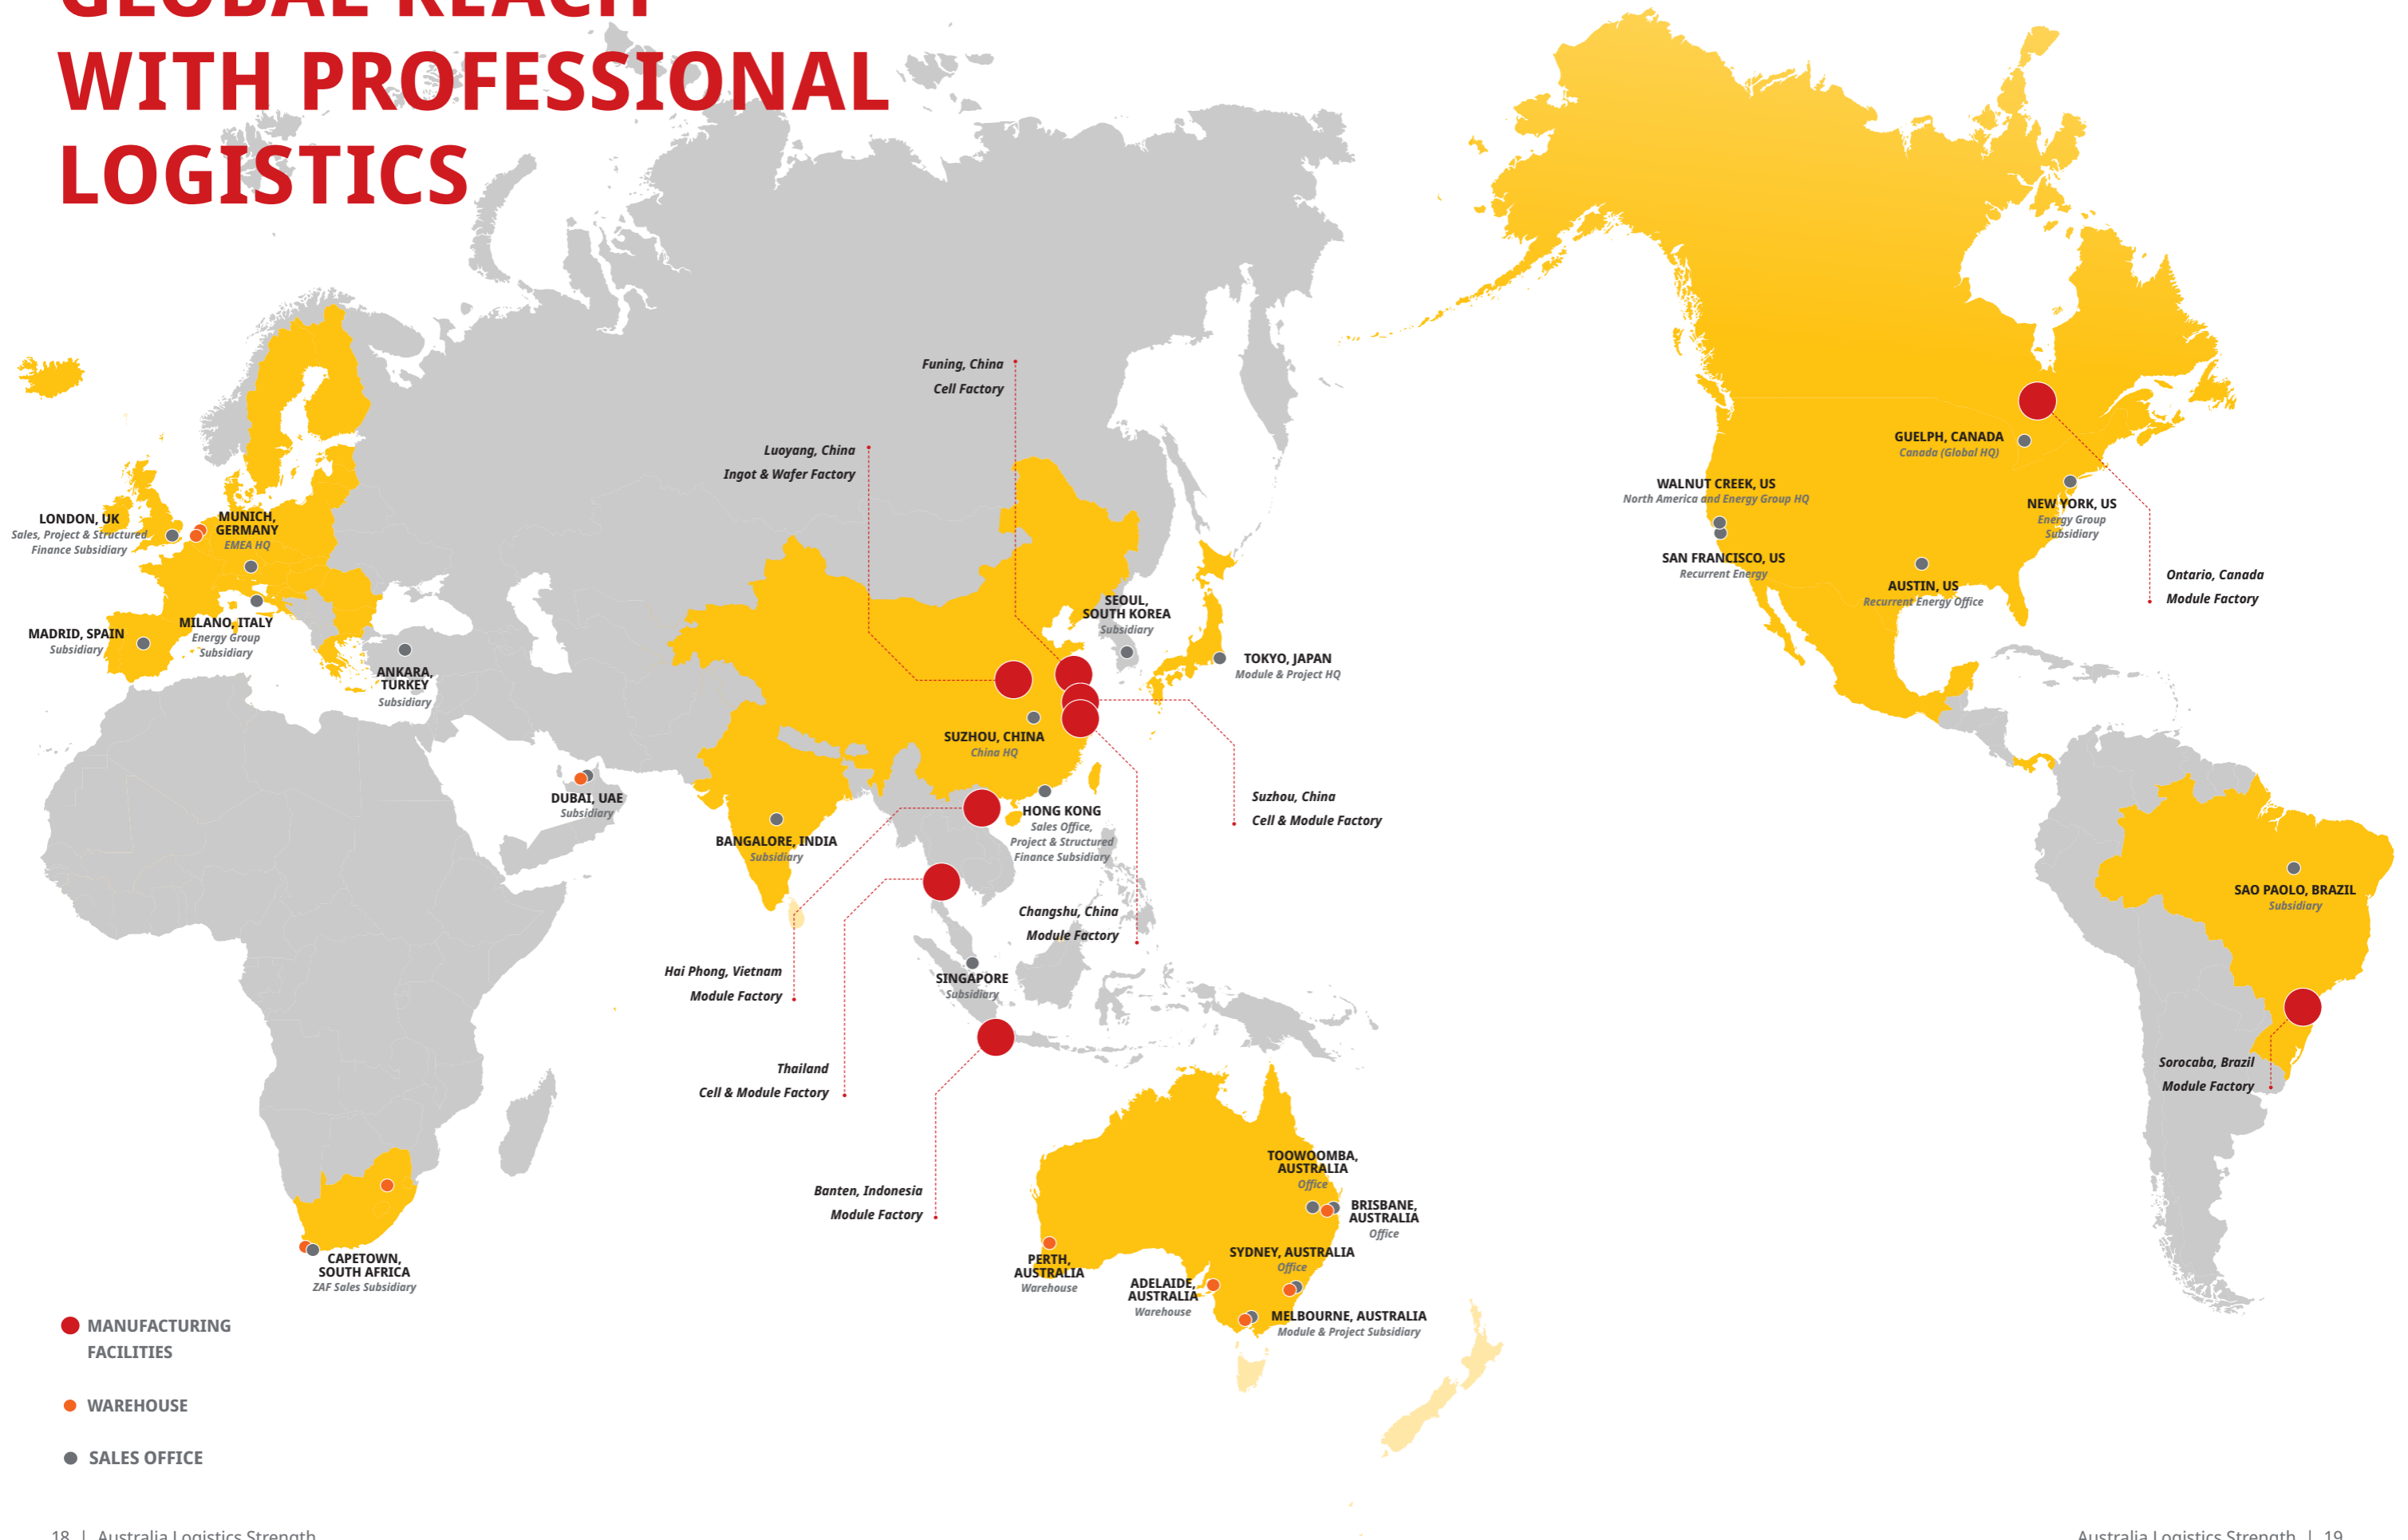 GLOBAL REACH
WITH PROFESSIONAL
LOGISTICS
Funing, China
Cell Factory
Luoyang, China
Ingot & Wafer Factory
LONDON, UK
Sales, Project & Structured
Finance Subsidiary
MUNICH,
GERMANY
EMEA HQ
MADRID, SPAIN
Subsidiary
MILANO, ITALY
Energy Group
Subsidiary
ANKARA,
TURKEY
Subsidiary
DUBAI, UAE
Subsidiary
BANGALORE, INDIA
Subsidiary
SUZHOU, CHINA
China HQ
SEOUL,
SOUTH KOREA
Subsidiary
TOKYO, JAPAN
Module & Project HQ
HONG KONG
Sales Office,
Project & Structured
Finance Subsidiary
Suzhou, China
Cell & Module Factory
Changshu, China
Module Factory
Hai Phong, Vietnam
Module Factory
SINGAPORE
Subsidiary
Thailand
Cell & Module Factory
Banten, Indonesia
Module Factory
TOOWOOMBA,
AUSTRALIA
Office
BRISBANE,
AUSTRALIA
Office
SYDNEY, AUSTRALIA
Office
PERTH,
AUSTRALIA
Warehouse
ADELAIDE,
AUSTRALIA
Warehouse
MELBOURNE, AUSTRALIA
Module & Project Subsidiary
CAPETOWN,
SOUTH AFRICA
ZAF Sales Subsidiary
GUELPH, CANADA
Canada (Global HQ)
WALNUT CREEK, US
North America and Energy Group HQ
NEW YORK, US
Energy Group
Subsidiary
SAN FRANCISCO, US
Recurrent Energy
AUSTIN, US
Recurrent Energy Office
Ontario, Canada
Module Factory
SAO PAOLO, BRAZIL
Subsidiary
Sorocaba, Brazil
Module Factory
MANUFACTURING
FACILITIES
WAREHOUSE
SALES OFFICE
18 | Australia Logistics Strength
Australia Logistics Strength | 19